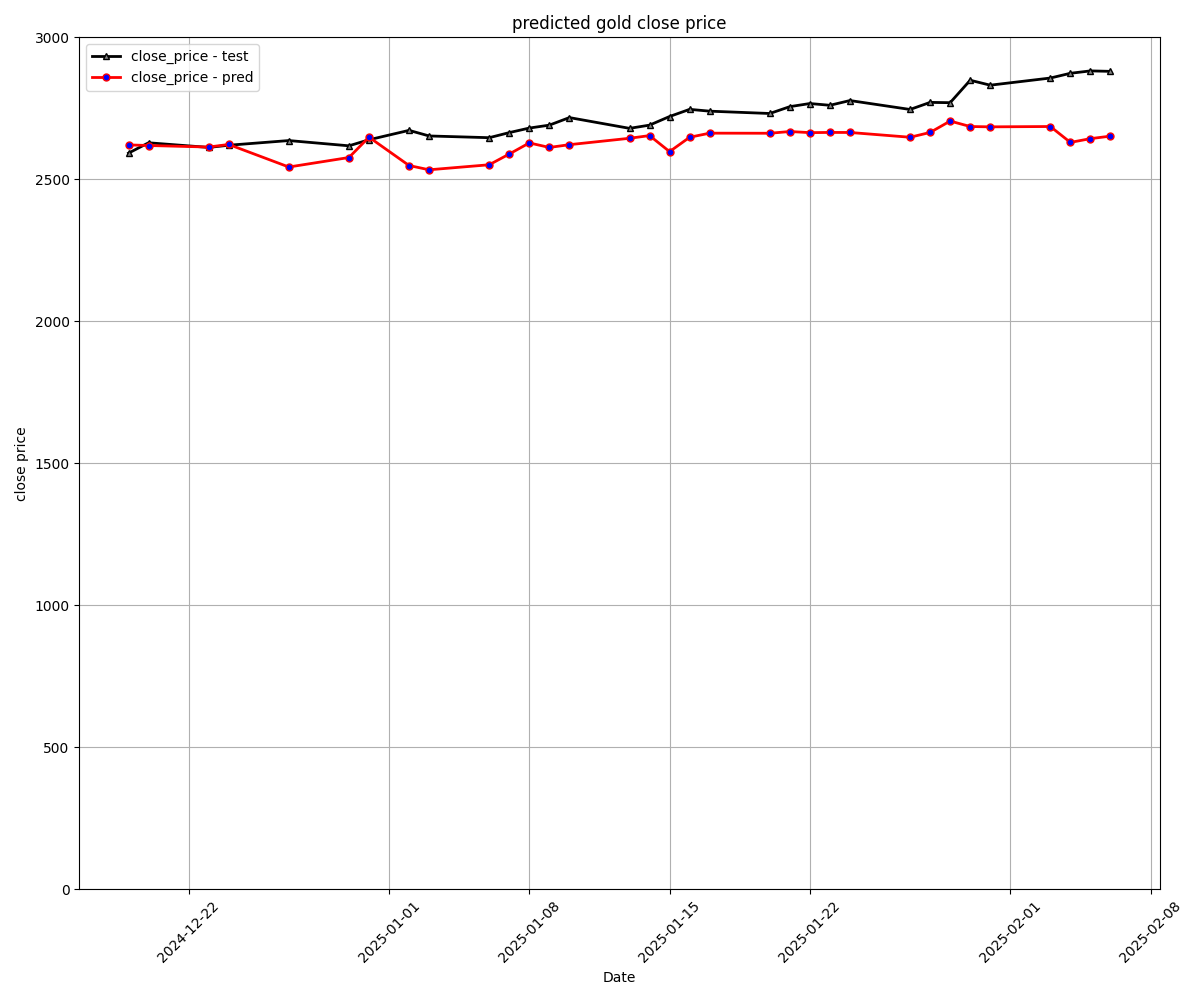 predicted gold close price
close_price - test
close_price - pred
3000
2500
2000
1500
1000
500
0
close price
2024-12-22
2025-01-01
2025-01-08
2025-01-15
2025-01-22
2025-02-01
2025-02-08
Date